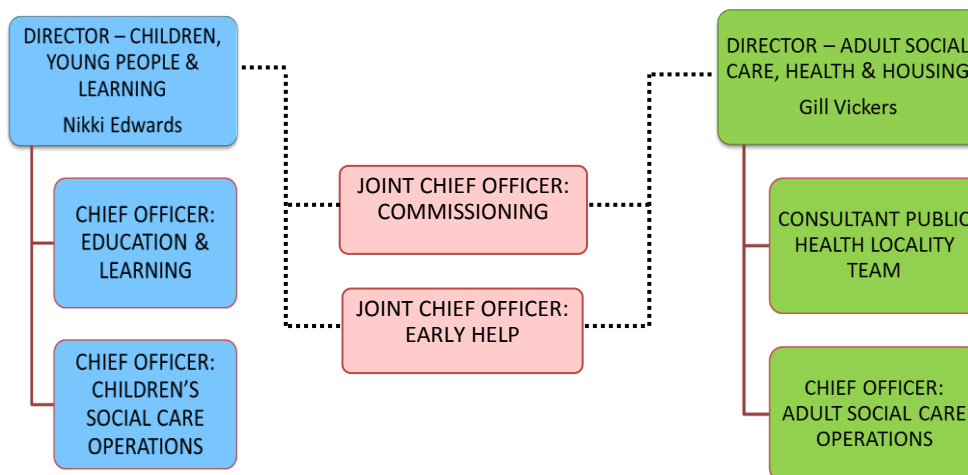 DIRECTOR – CHILDREN,
YOUNG PEOPLE &
LEARNING
Nikki Edwards
CHIEF OFFICER:
EDUCATION &
LEARNING
CHIEF OFFICER:
CHILDREN’S
SOCIAL CARE
OPERATIONS
JOINT CHIEF OFFICER:
COMMISSIONING
JOINT CHIEF OFFICER:
EARLY HELP
DIRECTOR – ADULT SOCIAL
CARE, HEALTH & HOUSING
Gill Vickers
CONSULTANT PUBLIC
HEALTH LOCALITY
TEAM
CHIEF OFFICER:
ADULT SOCIAL CARE
OPERATIONS